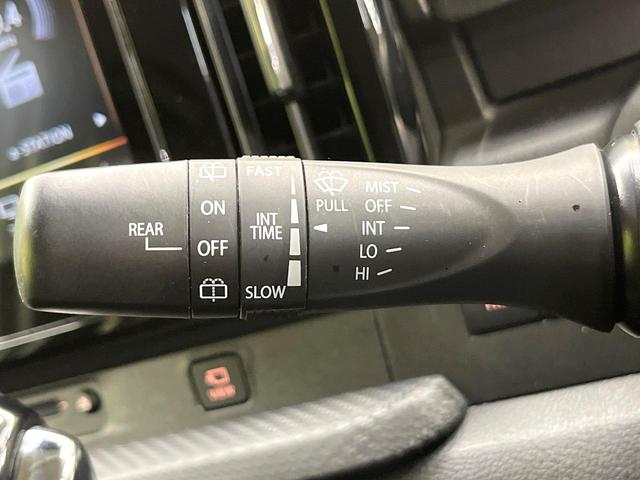 STATION
REAR
ON
OFF
FAST
INT
TIME
SLOW
PULL
MIST
OFF
INT
LO
HI